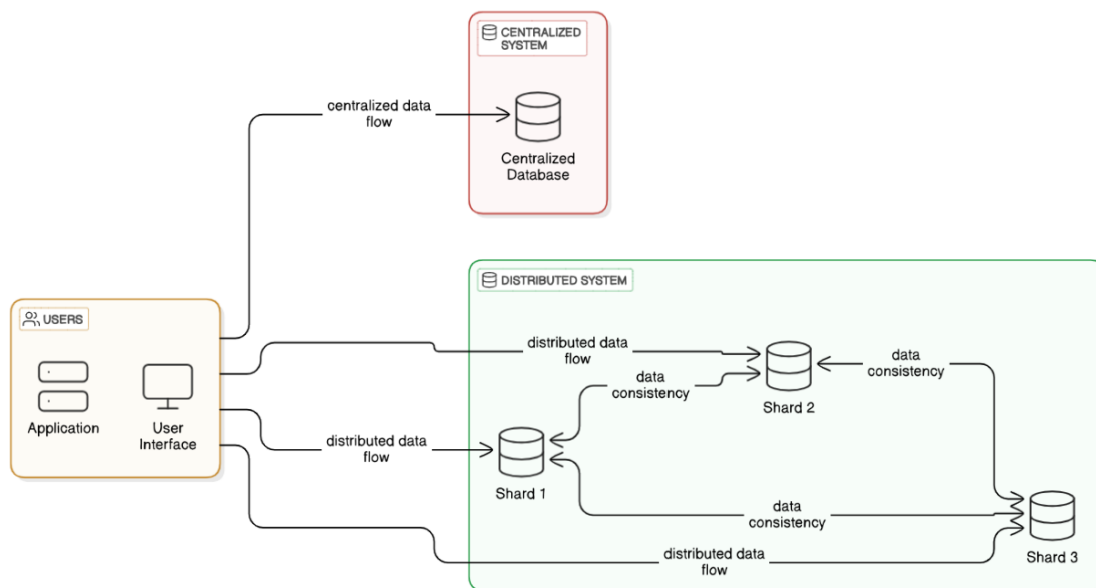 CENTRALIZED
SYSTEM
centralized data
flow
Centralized
Database
DISTRIBUTED SYSTEM
USERS
distributed data
flow
data
consistency
data
consistency
Shard 2
Application
User
Interface
distributed data
flow
Shard 1
data
consistency
distributed data
flow
Shard 3